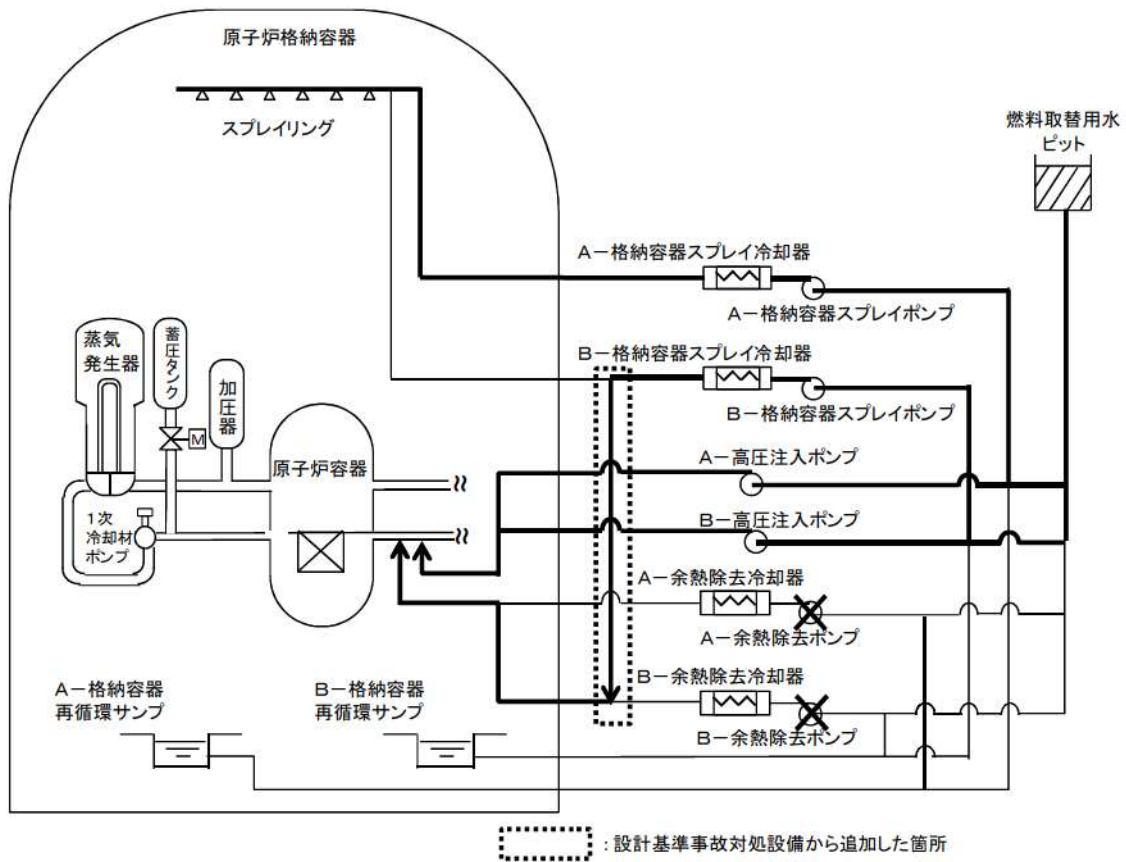 原子炉格納容器
スプレイリング
燃料取替用水
ピット
A-格納容器スプレイ冷却器
A-格納容器スプレイポンプ
B-格納容器スプレイ冷却器
B-格納容器スプレイポンプ
蒸気
発生器
蓄圧タンク
加圧器
M
原子炉容器
1次
冷却材
ポンプ
A-高圧注入ポンプ
B-高圧注入ポンプ
A-余熱除去冷却器
A-余熱除去ポンプ
B-余熱除去冷却器
B-余熱除去ポンプ
A-格納容器
再循環サンプ
B-格納容器
再循環サンプ
:設計基準事故対処設備から追加した箇所